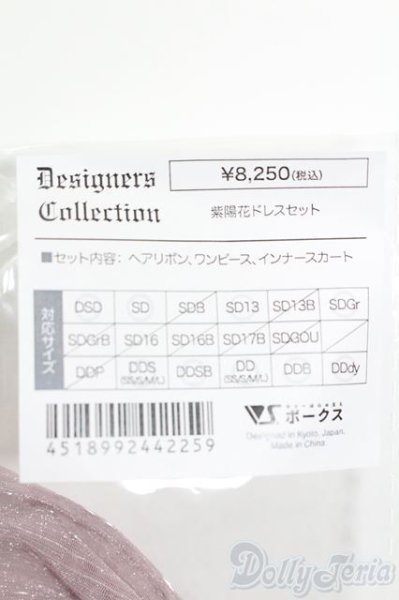 Designers
Collection
¥8,250(税込)
紫陽花ドレスセット
■セット内容: ヘアリボン、ワンピース、インナースカート
対応サイズ
DSD SD SDB SD13 SD13B SDGr
SDGrB SD16 SD16B SD17B SDGOU
DDP DDS (SS/S/M/L) DDSB DD (SS/S/M/L) DDB DDdy
4518992442259
VS ボークス
Designed in Kyoto, Japan.
Made in China
DollyTeria